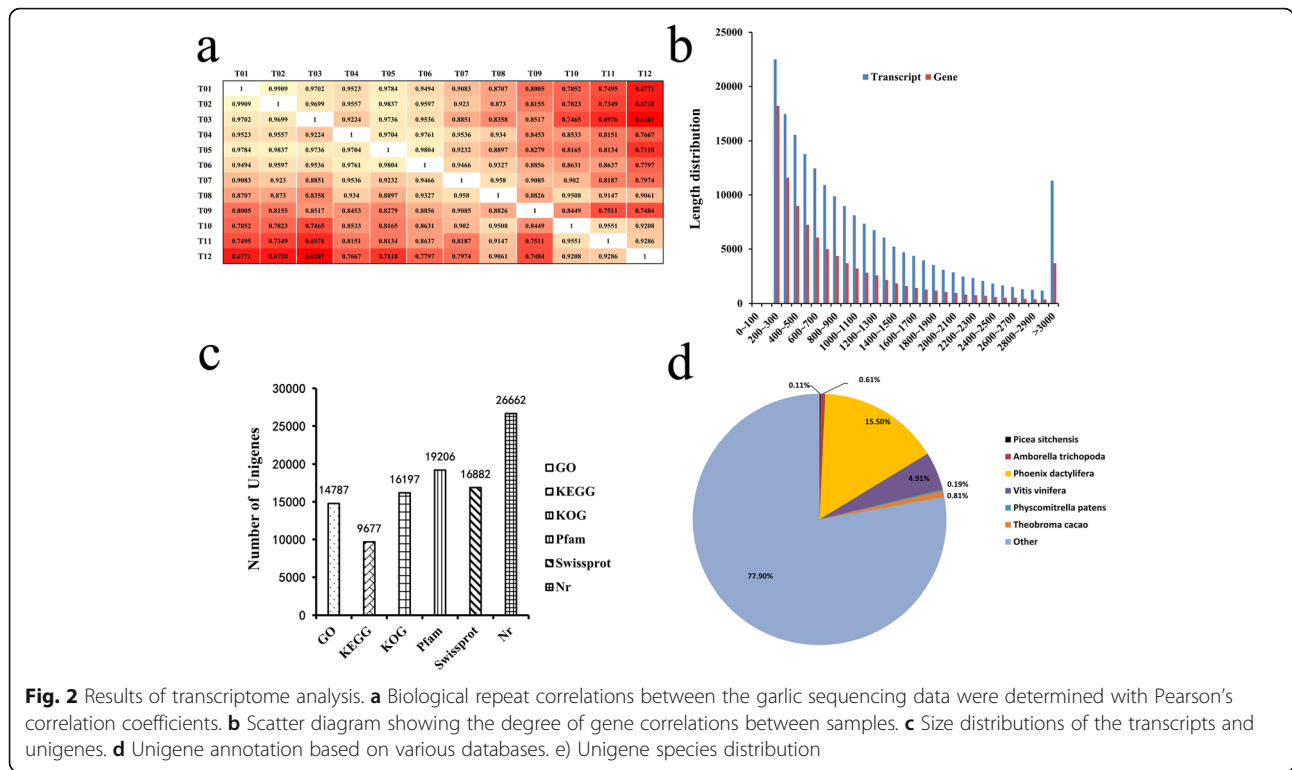 a
T01 T02 T03 T04 T05 T06 T07 T08 T09 T10 T11 T12
T01 1 0.9909 0.9702 0.9523 0.9784 0.9494 0.9083 0.8707 0.8005 0.7852 0.7495 0.6771
T02 0.9909 1 0.9699 0.9557 0.9837 0.9597 0.923 0.873 0.8155 0.7823 0.7349 0.6738
T03 0.9702 0.9699 1 0.9224 0.9736 0.9536 0.8851 0.8358 0.8517 0.7465 0.6976 0.6387
T04 0.9523 0.9557 0.9224 1 0.9704 0.9761 0.9536 0.934 0.8453 0.8533 0.8151 0.7667
T05 0.9784 0.9837 0.9736 0.9704 1 0.9804 0.9232 0.8897 0.8279 0.8165 0.8134 0.7118
T06 0.9494 0.9597 0.9536 0.9761 0.9804 1 0.9466 0.9327 0.8856 0.8631 0.8637 0.7797
T07 0.9083 0.923 0.8851 0.9536 0.9232 0.9466 1 0.958 0.9085 0.902 0.8187 0.7974
T08 0.8707 0.873 0.8358 0.934 0.8897 0.9327 0.958 1 0.8826 0.9508 0.9147 0.9061
T09 0.8005 0.8155 0.8517 0.8453 0.8279 0.8856 0.9085 0.8826 1 0.8449 0.7511 0.7484
T10 0.7852 0.7823 0.7465 0.8533 0.8165 0.8631 0.902 0.9508 0.8449 1 0.9551 0.9208
T11 0.7495 0.7349 0.6976 0.8151 0.8134 0.8637 0.8187 0.9147 0.7511 0.9551 1 0.9286
T12 0.6771 0.6738 0.6387 0.7667 0.7118 0.7797 0.7974 0.9061 0.7484 0.9208 0.9286 1
b
Length distribution
25000
20000
15000
10000
5000
0
Transcript Gene
0~100 200~300 400~500 600~700 800~900 1000~1100 1200~1300 1400~1500 1600~1700 1800~1900 2000~2100 2200~2300 2400~2500 2600~2700 2800~2900 >3000
c
Number of Unigenes
30000
25000
20000
15000
10000
5000
0
14787
9677
16197
19206
16882
26662
GO KEGG KOG Pfam Swissprot Nr
GO
KEGG
KOG
Pfam
Swissprot
Nr
d
0.11%
0.61%
15.50%
4.91%
0.19%
0.81%
77.90%
Picea sitchensis
Amborella trichopoda
Phoenix dactylifera
Vitis vinifera
Physcomitrella patens
Theobroma cacao
Other
Fig. 2 Results of transcriptome analysis. a Biological repeat correlations between the garlic sequencing data were determined with Pearson's
correlation coefficients. b Scatter diagram showing the degree of gene correlations between samples. c Size distributions of the transcripts and
unigenes. d Unigene annotation based on various databases. e) Unigene species distribution